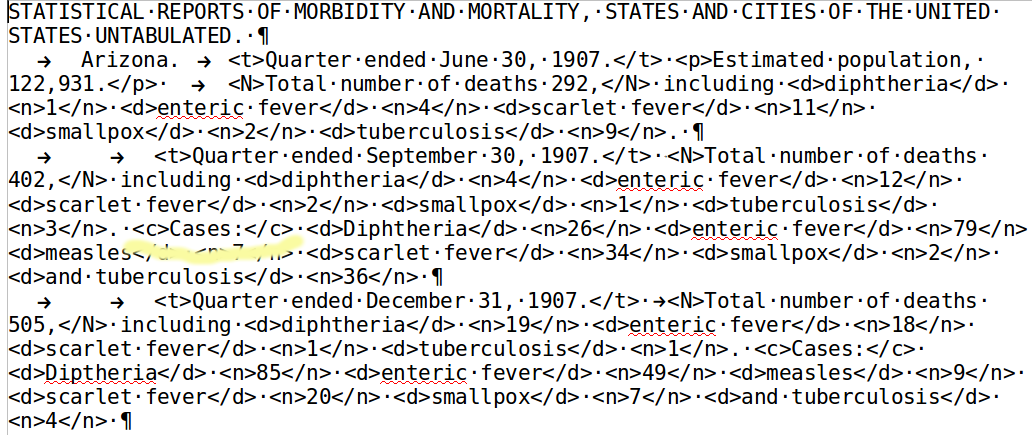 STATISTICAL·REPORTS·OF·MORBIDITY·AND·MORTALITY,·STATES·AND·CITIES·OF·THE·UNITED·
STATES·UNTABULATED.·¶
→ Arizona. → <t>Quarter·ended·June·30,·1907.</t>·<p>Estimated·population,·
122,931.</p>· → <N>Total·number·of·deaths·292,</N>·including·<d>diphtheria</d>·
<n>1</n>·<d>enteric·fever</d>·<n>4</n>·<d>scarlet·fever</d>·<n>11</n>·
<d>smallpox</d>·<n>2</n>·<d>tuberculosis</d>·<n>9</n>.·¶
→ → <t>Quarter·ended·September·30,·1907.</t>·<N>Total·number·of·deaths·
402,</N>·including·<d>diphtheria</d>·<n>4</n>·<d>enteric·fever</d>·<n>12</n>·
<d>scarlet·fever</d>·<n>2</n>·<d>smallpox</d>·<n>1</n>·<d>tuberculosis</d>·
<n>3</n>.·<c>Cases:</c>·<d>Diphtheria</d>·<n>26</n>·<d>enteric·fever</d>·<n>79</n>
<d>measles</d>·<n>7</n>·<d>scarlet·fever</d>·<n>34</n>·<d>smallpox</d>·<n>2</n>·
<d>and·tuberculosis</d>·<n>36</n>·¶
→ → <t>Quarter·ended·December·31,·1907.</t>·→<N>Total·number·of·deaths·
505,</N>·including·<d>diphtheria</d>·<n>19</n>·<d>enteric·fever</d>·<n>18</n>·
<d>scarlet·fever</d>·<n>1</n>·<d>tuberculosis</d>·<n>1</n>.·<c>Cases:</c>·
<d>Diptheria</d>·<n>85</n>·<d>enteric·fever</d>·<n>49</n>·<d>measles</d>·<n>9</n>·
<d>scarlet·fever</d>·<n>20</n>·<d>smallpox</d>·<n>7</n>·<d>and·tuberculosis</d>·
<n>4</n>·¶